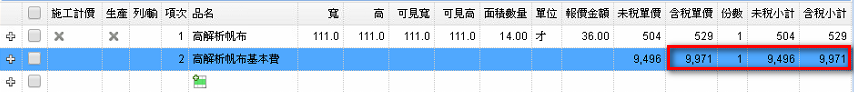 施工計價 生產 列/輸 項次 品名 寬 高 可見寬 可見高 面積數量 單位 報價金額 未稅單價 含稅單價 份數 未稅小計 含稅小計
1 高解析帆布 111.0 111.0 111.0 111.0 14.00 才 36.00 504 529 1 504 529
2 高解析帆布基本費 9,496 9,971 1 9,496 9,971